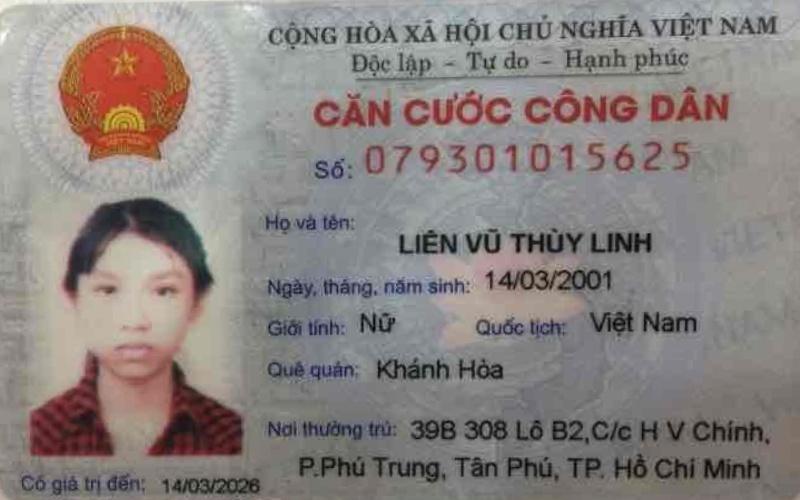 CỘNG HÒA XÃ HỘI CHỦ NGHĨA VIỆT NAM
Độc lập - Tự do - Hạnh phúc
CĂN CƯỚC CÔNG DÂN
Số: 079301015625
Họ và tên:
LIÊN VŨ THÙY LINH
Ngày, tháng, năm sinh: 14/03/2001
Giới tính: Nữ Quốc tịch: Việt Nam
Quê quán: Khánh Hòa
Nơi thường trú: 39B 308 Lô B2,C/c H V Chính,
P.Phú Trung, Tân Phú, TP. Hồ Chí Minh
Có giá trị đến: 14/03/2026